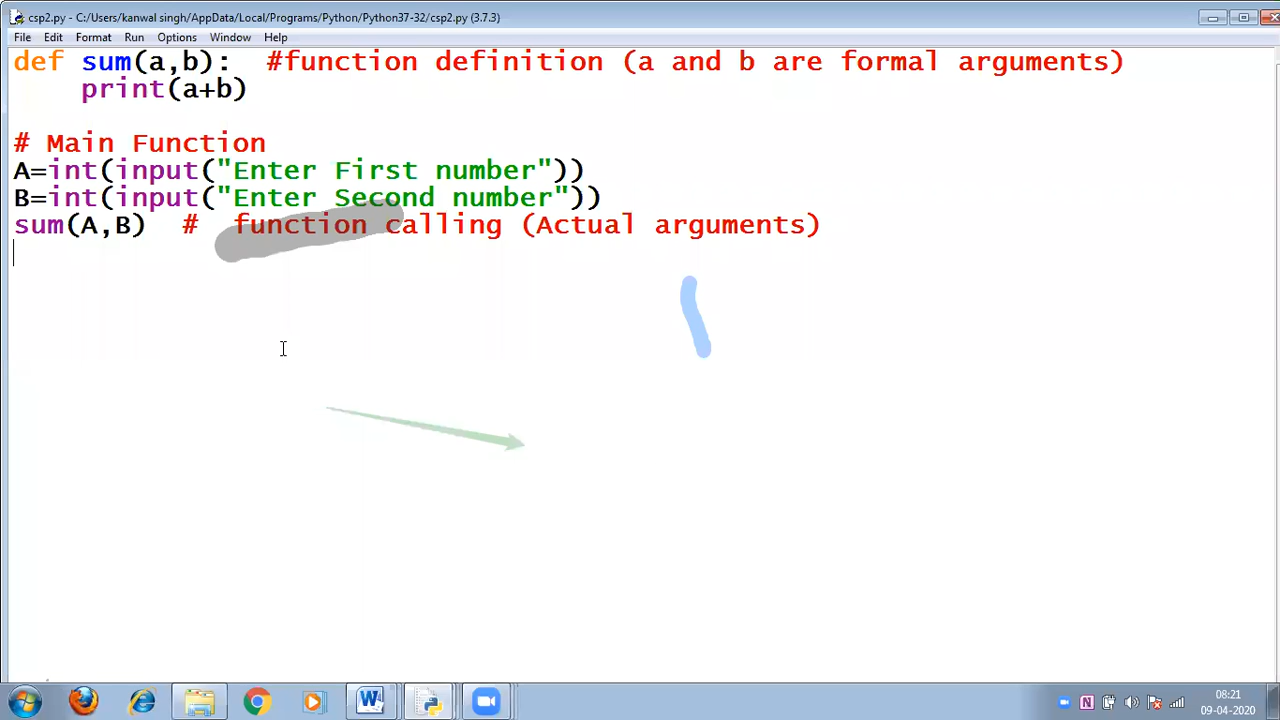 csp2.py - C:/Users/kanwal singh/AppData/Local/Programs/Python/Python37-32/csp2.py (3.7.3)
File Edit Format Run Options Window Help
def sum(a,b):  #function definition (a and b are formal arguments)
    print(a+b)
# Main Function
A=int(input("Enter First number"))
B=int(input("Enter Second number"))
sum(A,B)  #  function calling (Actual arguments)
08:21
09-04-2020